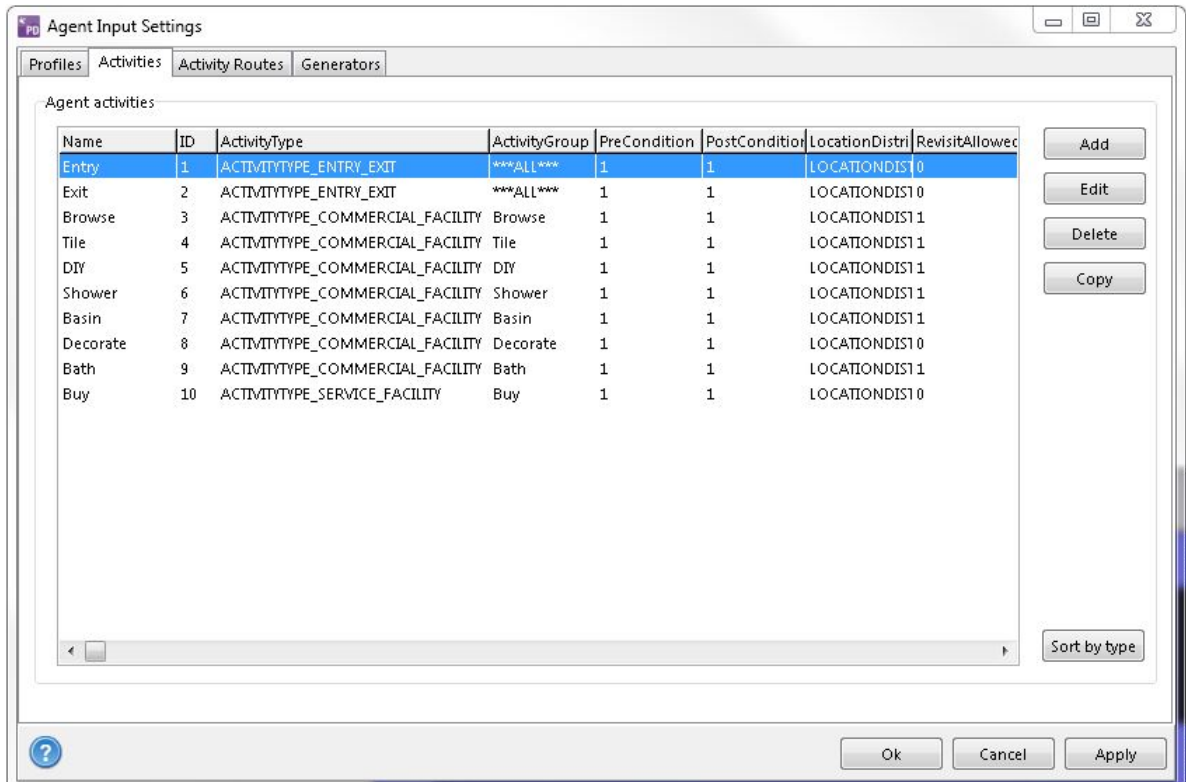 PD Agent Input Settings
Profiles Activities Activity Routes Generators
Agent activities
Name ID ActivityType ActivityGroup PreCondition PostCondition LocationDistri RevisitAllowec
Entry 1 ACTIVITYTYPE_ENTRY_EXIT ***ALL*** 1 1 LOCATIONDIST 0
Exit 2 ACTIVITYTYPE_ENTRY_EXIT ***ALL*** 1 1 LOCATIONDIST 0
Browse 3 ACTIVITYTYPE_COMMERCIAL_FACILITY Browse 1 1 LOCATIONDIST 1
Tile 4 ACTIVITYTYPE_COMMERCIAL_FACILITY Tile 1 1 LOCATIONDIST 1
DIY 5 ACTIVITYTYPE_COMMERCIAL_FACILITY DIY 1 1 LOCATIONDIST 1
Shower 6 ACTIVITYTYPE_COMMERCIAL_FACILITY Shower 1 1 LOCATIONDIST 1
Basin 7 ACTIVITYTYPE_COMMERCIAL_FACILITY Basin 1 1 LOCATIONDIST 1
Decorate 8 ACTIVITYTYPE_COMMERCIAL_FACILITY Decorate 1 1 LOCATIONDIST 0
Bath 9 ACTIVITYTYPE_COMMERCIAL_FACILITY Bath 1 1 LOCATIONDIST 1
Buy 10 ACTIVITYTYPE_SERVICE_FACILITY Buy 1 1 LOCATIONDIST 0
Add
Edit
Delete
Copy
Sort by type
? Ok Cancel Apply